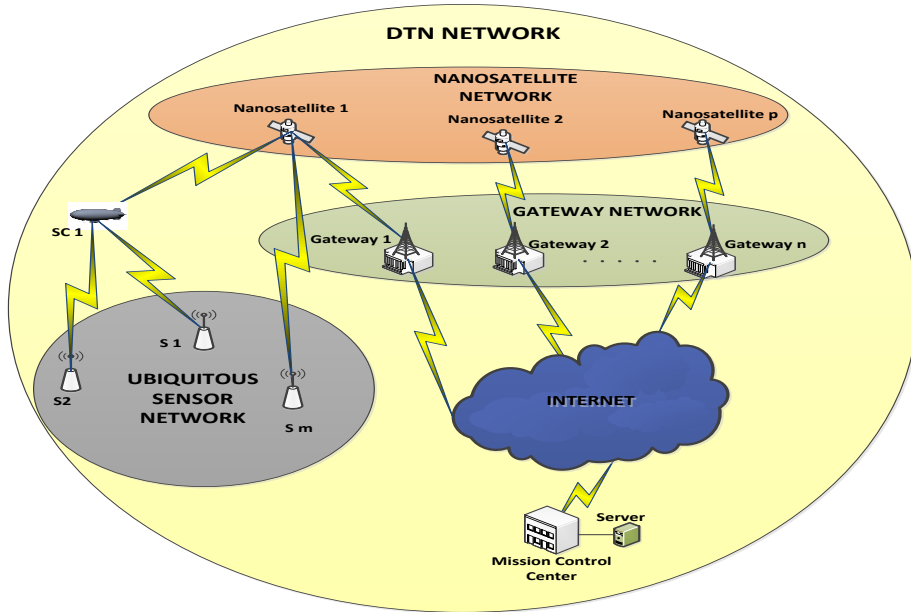 DTN NETWORK
NANOSATELLITE
NETWORK
Nanosatellite 1
Nanosatellite 2
Nanosatellite p
SC 1
GATEWAY NETWORK
Gateway 1
Gateway 2
. . . . .
Gateway n
S 1
S2
UBIQUITOUS
SENSOR
NETWORK
S m
INTERNET
Server
Mission Control
Center